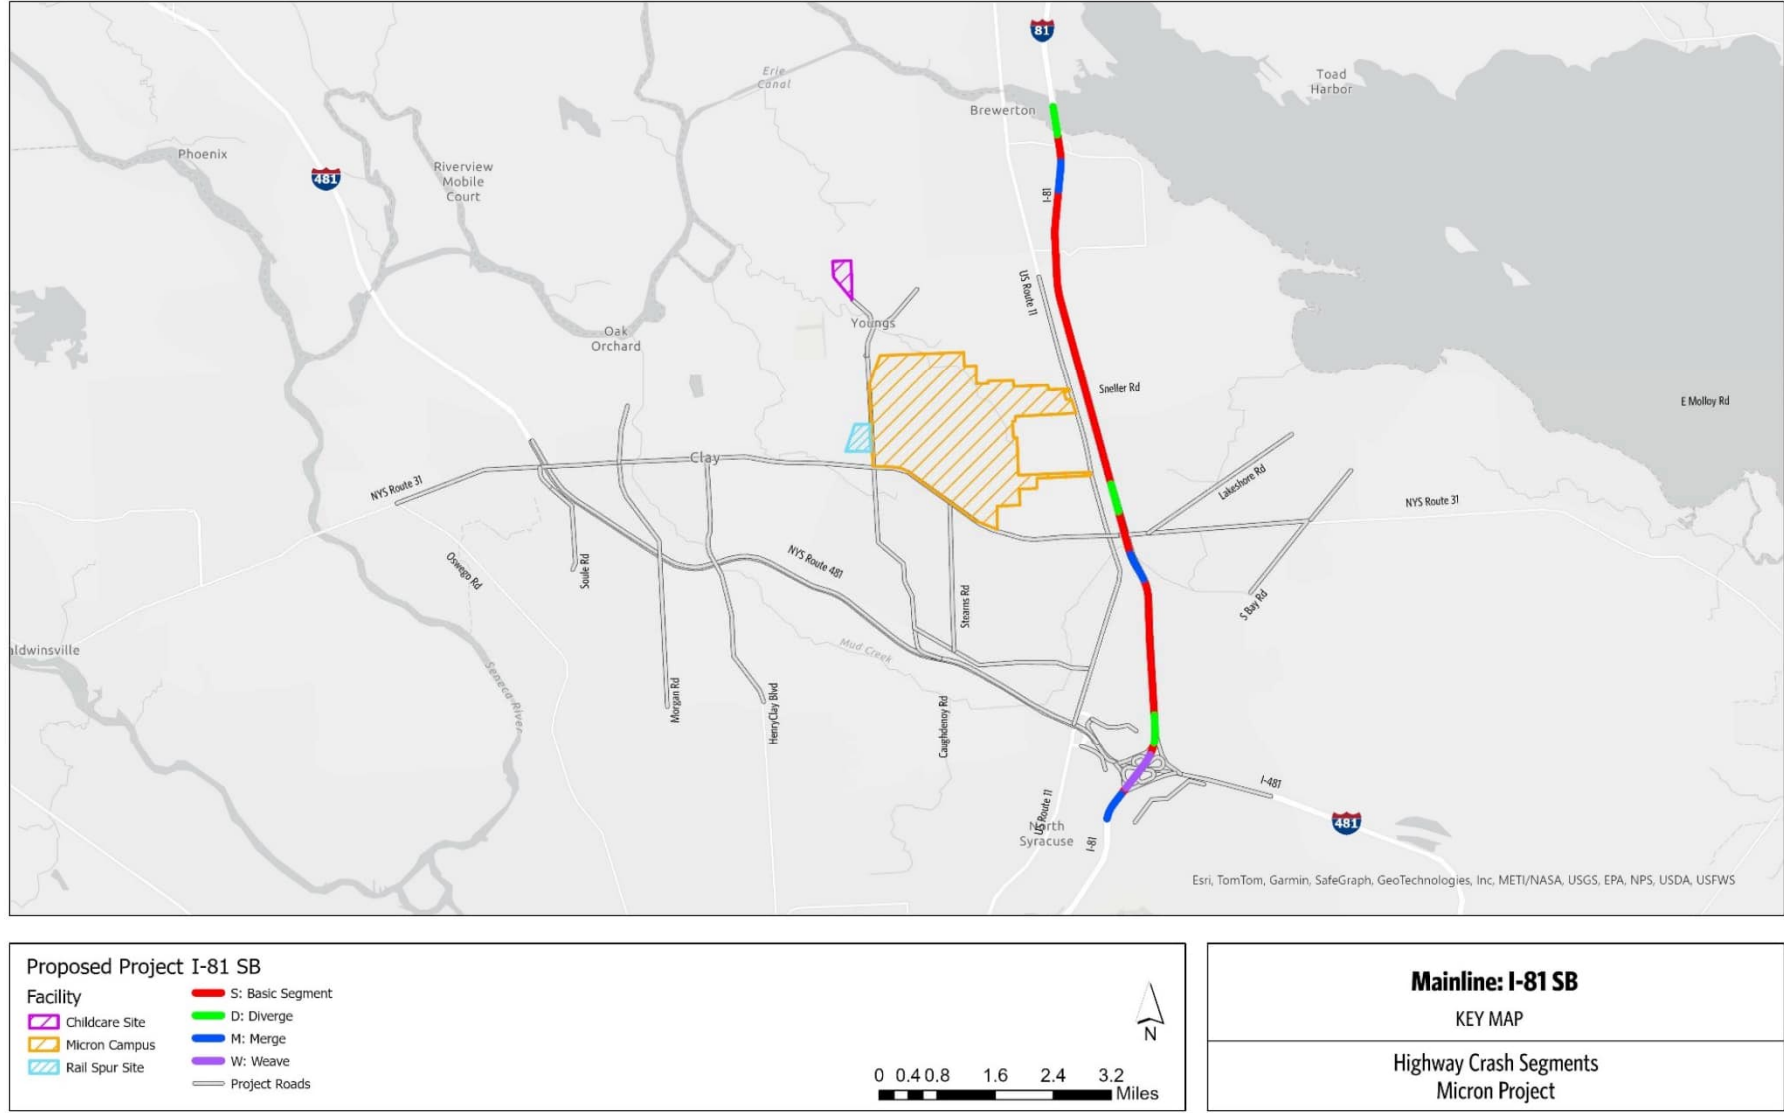 81
Toad
Harbor
Erie
Canal
Brewerton
Phoenix
Riverview
Mobile
Court
481
I-81
US Route 11
Youngs
Oak
Orchard
Sneller Rd
E Molloy Rd
Clay
NYS Route 31
Lakeshore Rd
NYS Route 31
Oswego Rd
Soule Rd
NYS Route 481
Stearns Rd
S Bay Rd
aldwinsville
Mud Creek
Seneca River
Morgan Rd
HenryClay Blvd
Caughdenoy Rd
I-481
US Route 11
481
North
Syracuse
I-81
Esri, TomTom, Garmin, SafeGraph, GeoTechnologies, Inc, METI/NASA, USGS, EPA, NPS, USDA, USFWS
Proposed Project I-81 SB
Facility
Childcare Site
Micron Campus
Rail Spur Site
S: Basic Segment
D: Diverge
M: Merge
W: Weave
Project Roads
N
0 0.4 0.8 1.6 2.4 3.2
Miles
Mainline: I-81 SB
KEY MAP
Highway Crash Segments
Micron Project